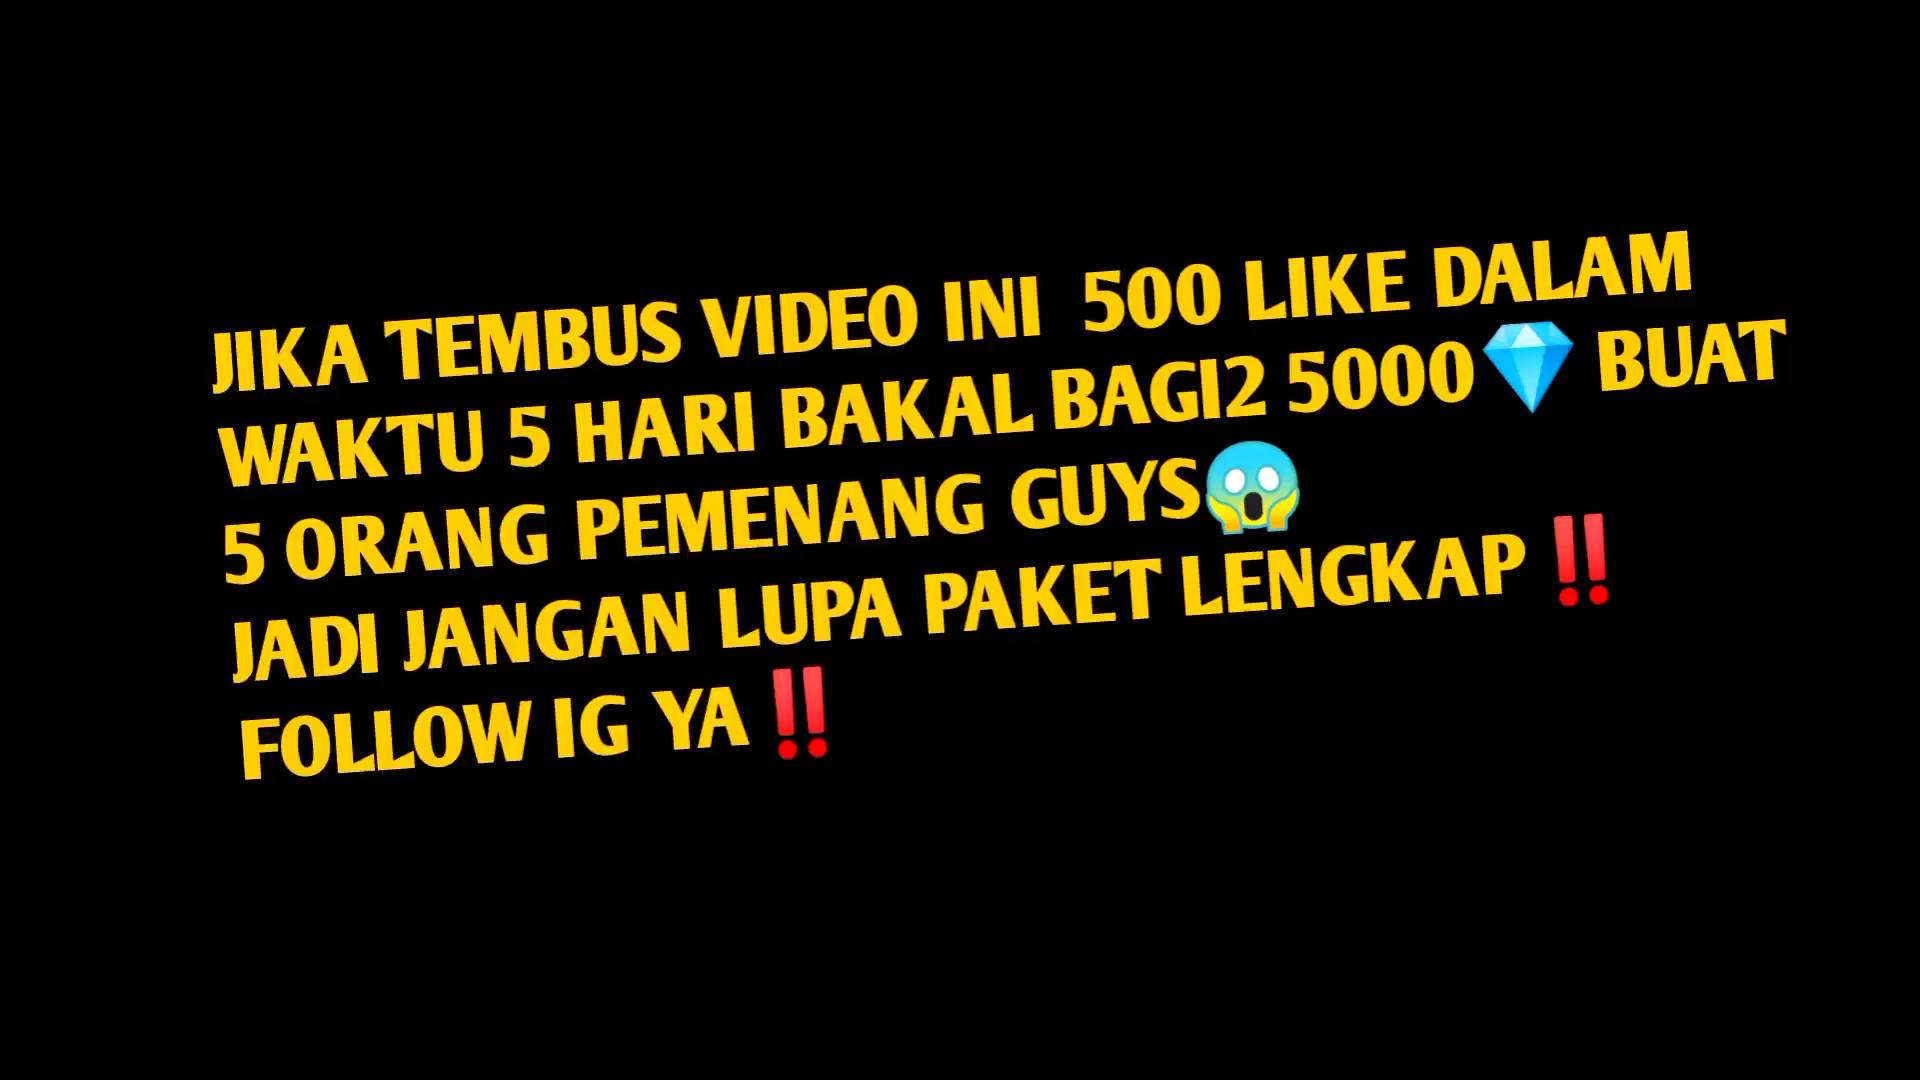 JIKA TEMBUS VIDEO INI 500 LIKE DALAM
WAKTU 5 HARI BAKAL BAGI2 5000💎 BUAT
5 ORANG PEMENANG GUYS😱
JADI JANGAN LUPA PAKET LENGKAP‼️
FOLLOW IG YA‼️